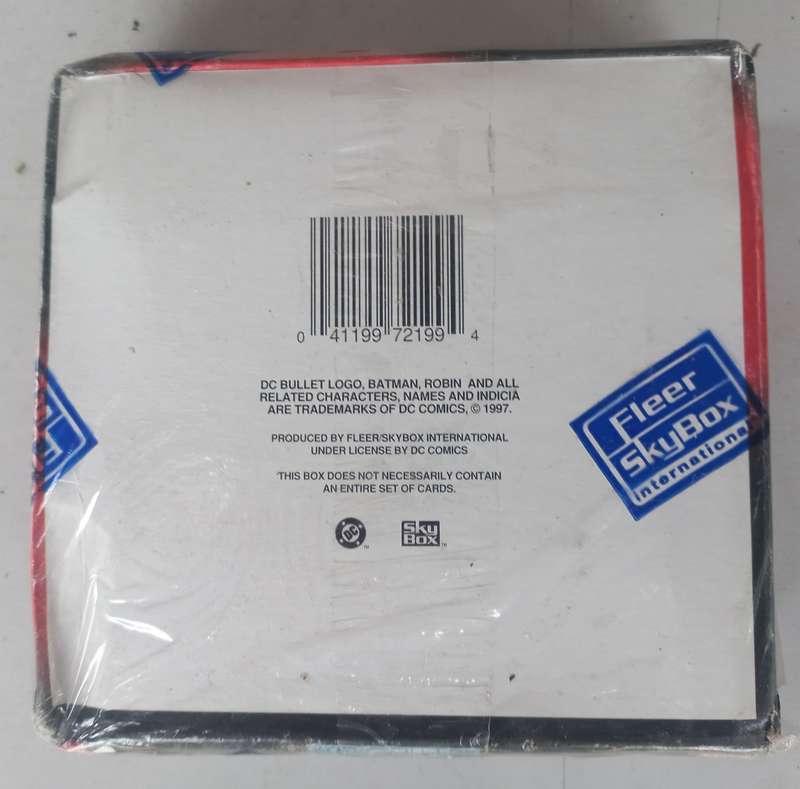 0 41199 72199 4
DC BULLET LOGO, BATMAN, ROBIN AND ALL
RELATED CHARACTERS, NAMES AND INDICIA
ARE TRADEMARKS OF DC COMICS, © 1997.
Fleer
SkyBox
international
PRODUCED BY FLEER/SKYBOX INTERNATIONAL
UNDER LICENSE BY DC COMICS
THIS BOX DOES NOT NECESSARILY CONTAIN
AN ENTIRE SET OF CARDS.
DC TM
Sky
Box TM